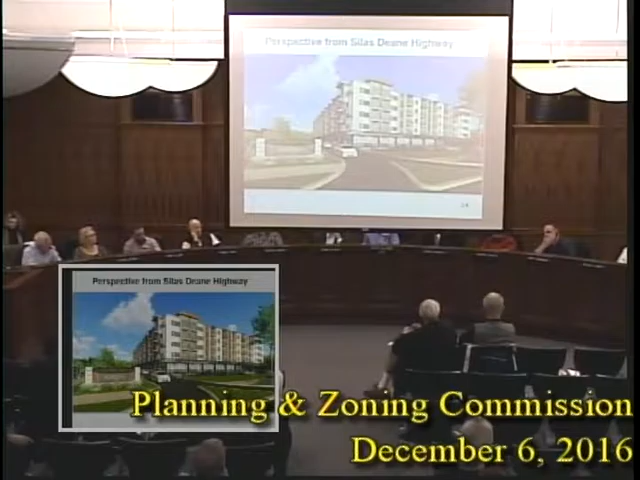 Perspective from Silas Deane Highway
Perspective from Silas Deane Highway
Planning & Zoning Commission
December 6, 2016